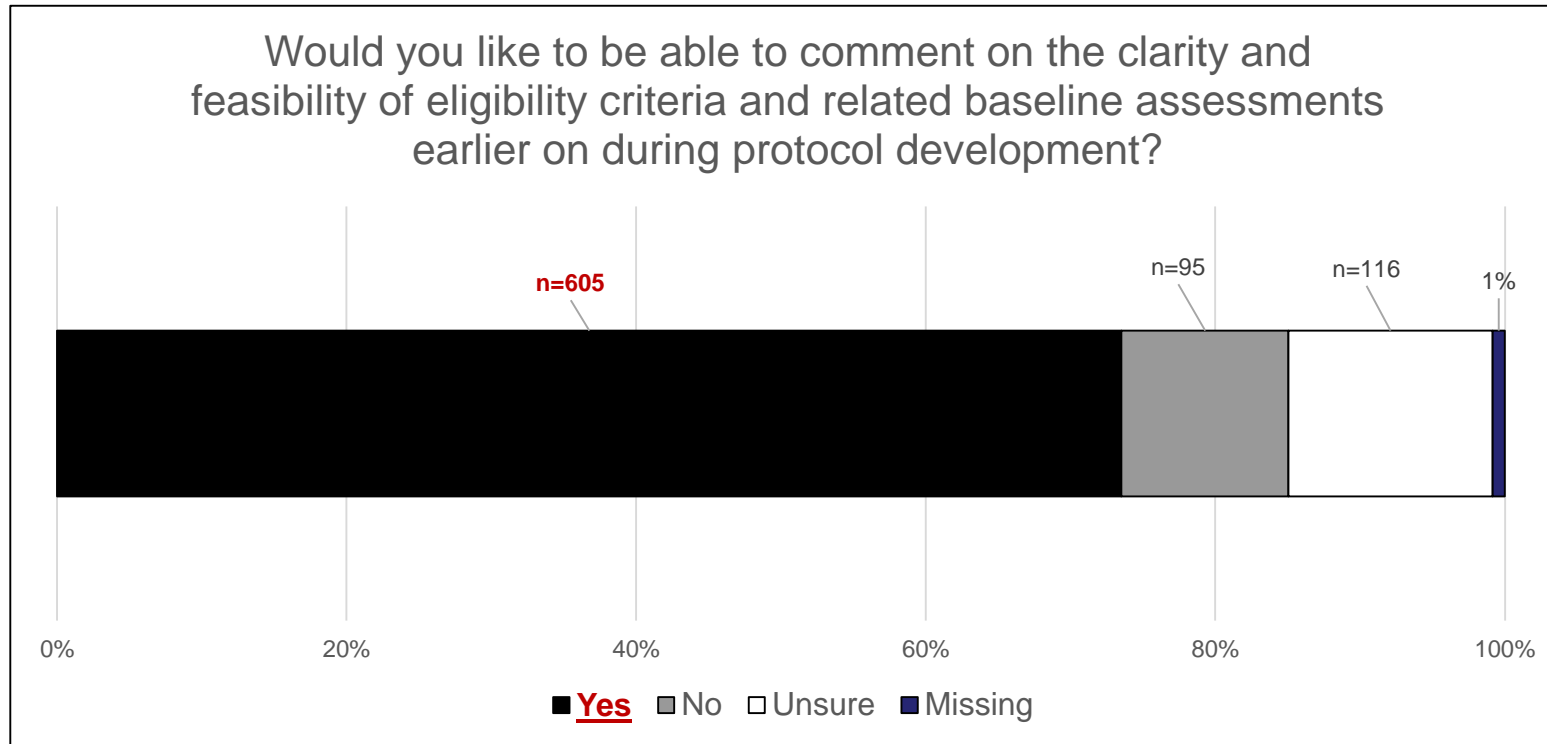 Would you like to be able to comment on the clarity and
feasibility of eligibility criteria and related baseline assessments
earlier on during protocol development?
n=605
n=95
n=116
1%
0%
20%
40%
60%
80%
100%
Yes
No
Unsure
Missing